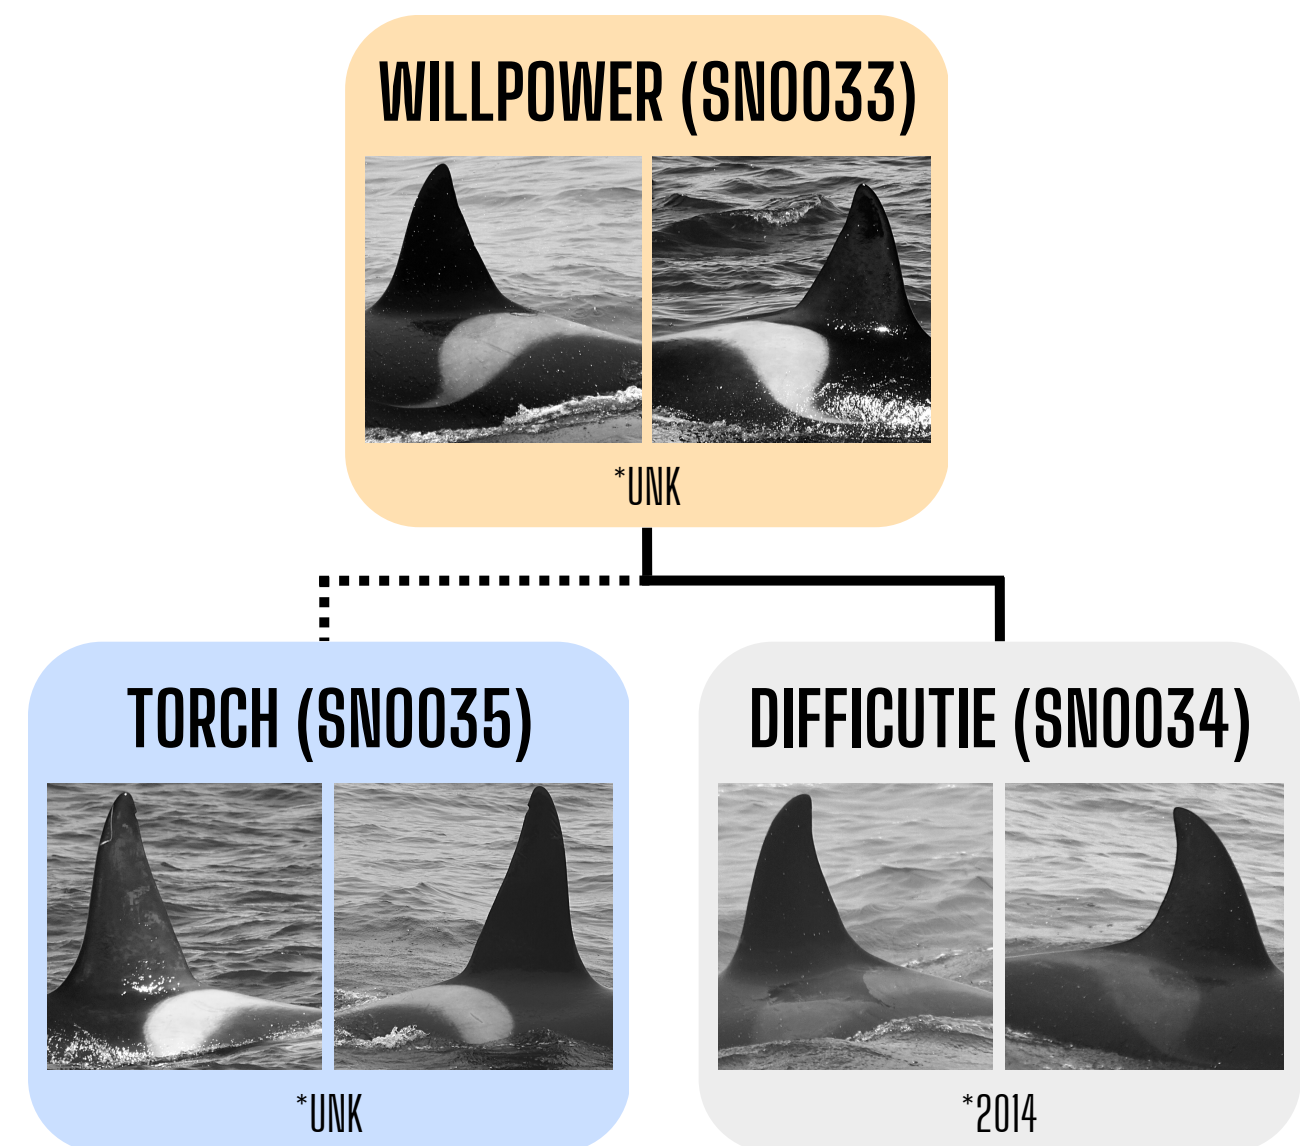 WILLPOWER (SN0033)
*UNK
TORCH (SN0035)
DIFFICUTIE (SN0034)
*UNK
*2014